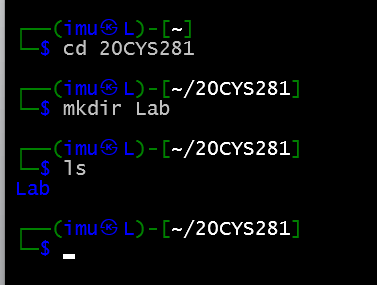 ┌──(imu㉿L)-[~]
└─$ cd 20CYS281
┌──(imu㉿L)-[~/20CYS281]
└─$ mkdir Lab
┌──(imu㉿L)-[~/20CYS281]
└─$ ls
Lab
┌──(imu㉿L)-[~/20CYS281]
└─$